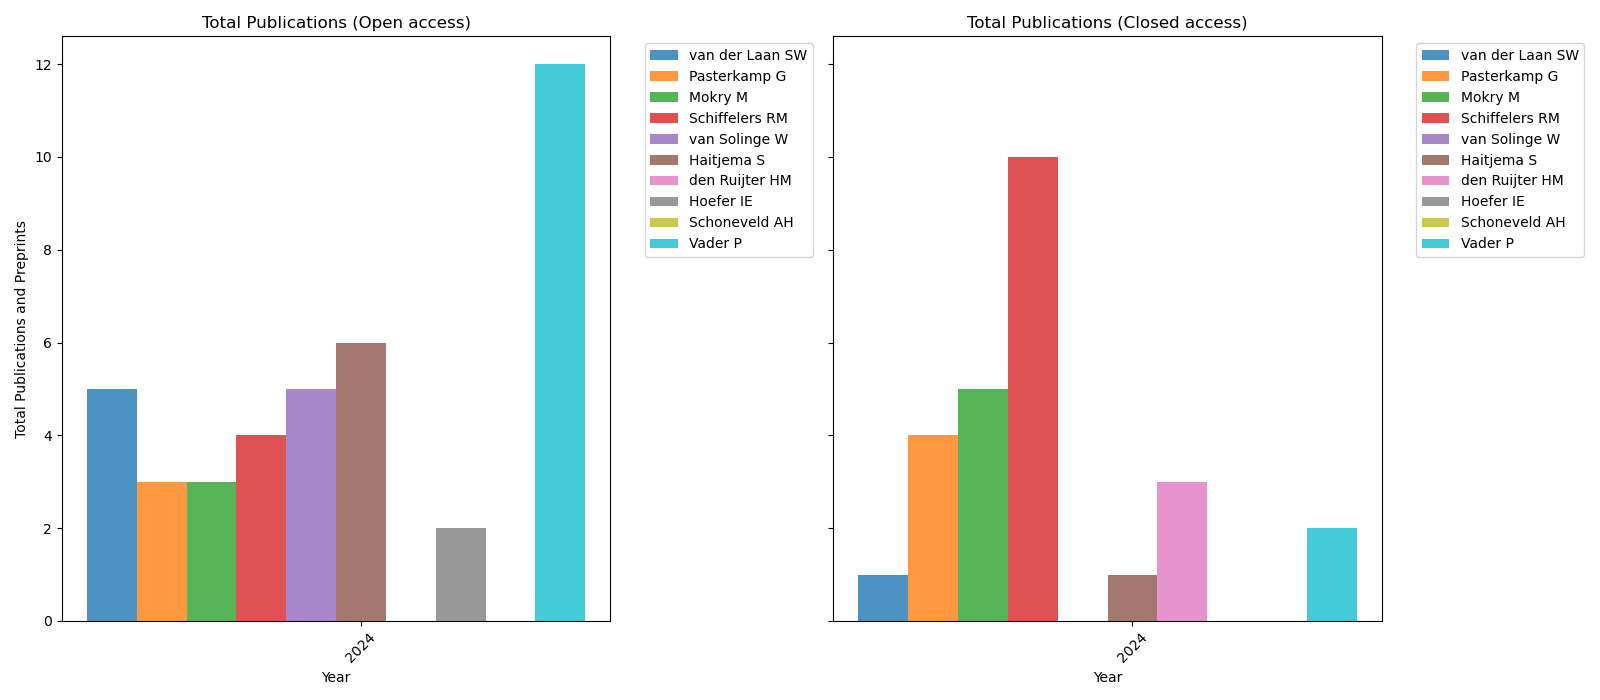 Total Publications (Open access)
Total Publications and Preprints
12
10
8
6
4
2
0
2024
Year
van der Laan SW
Pasterkamp G
Mokry M
Schiffelers RM
van Solinge W
Haitjema S
den Ruijter HM
Hoefer IE
Schoneveld AH
Vader P
Total Publications (Closed access)
2024
Year
van der Laan SW
Pasterkamp G
Mokry M
Schiffelers RM
van Solinge W
Haitjema S
den Ruijter HM
Hoefer IE
Schoneveld AH
Vader P